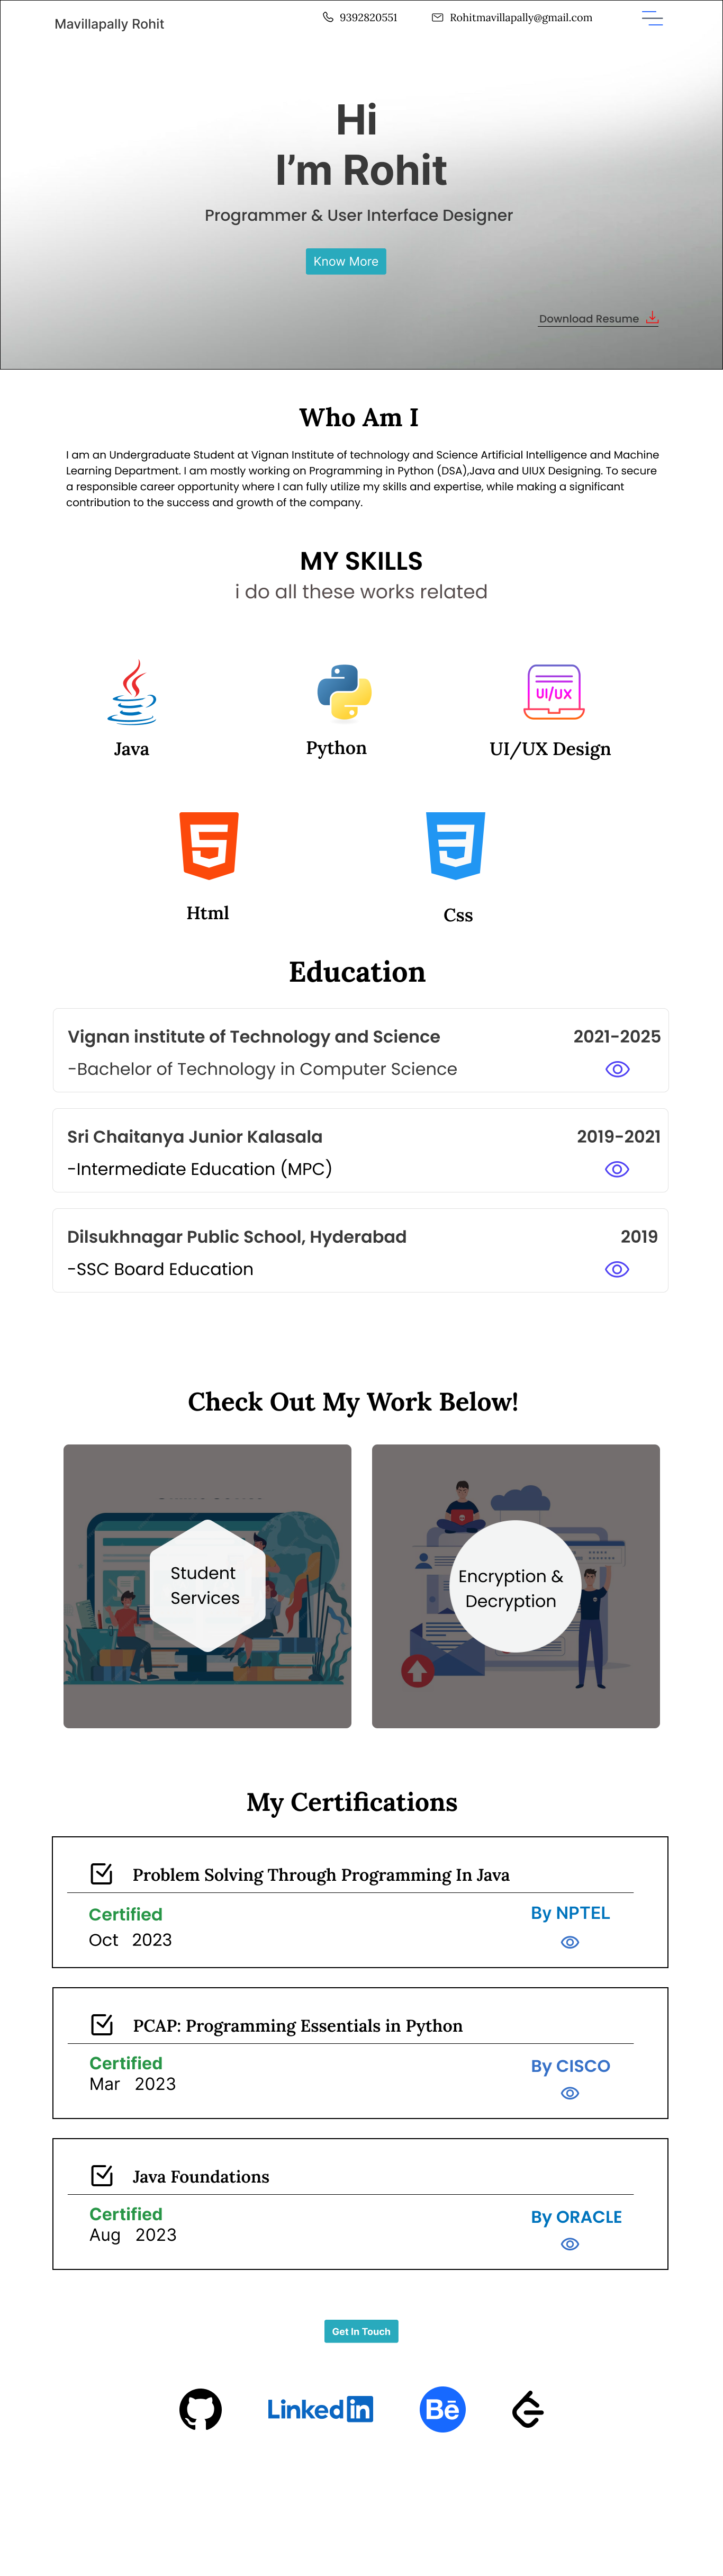 Mavillapally Rohit
9392820551
Rohitmavillapally@gmail.com
Hi
I'm Rohit
Programmer & User Interface Designer
Know More
Download Resume
Who Am I
I am an Undergraduate Student at Vignan Institute of technology and Science Artificial Intelligence and Machine
Learning Department. I am mostly working on Programming in Python (DSA),Java and UIUX Designing. To secure
a responsible career opportunity where I can fully utilize my skills and expertise, while making a significant
contribution to the success and growth of the company.
MY SKILLS
i do all these works related
UI/UX
Java
Python
UI/UX Design
Html
Css
Education
Vignan institute of Technology and Science 2021-2025
-Bachelor of Technology in Computer Science
Sri Chaitanya Junior Kalasala 2019-2021
-Intermediate Education (MPC)
Dilsukhnagar Public School, Hyderabad 2019
-SSC Board Education
Check Out My Work Below!
Student
Services
Encryption &
Decryption
My Certifications
Problem Solving Through Programming In Java
Certified
By NPTEL
Oct 2023
PCAP: Programming Essentials in Python
Certified
By CISCO
Mar 2023
Java Foundations
Certified
By ORACLE
Aug 2023
Get In Touch
Linked in
Bē